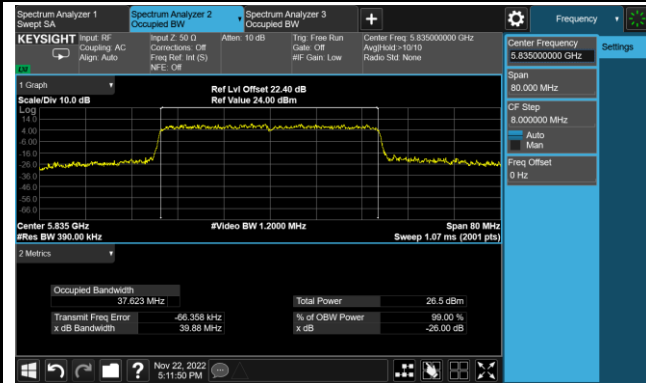 Spectrum Analyzer 1
Swept SA
Spectrum Analyzer 2
Occupied BW
Spectrum Analyzer 3
Occupied BW
Frequency
KEYSIGHT
Input: RF
Coupling: AC
Align: Auto
Input Z: 50 Ω
Corrections: Off
Freq Ref: Int (S)
NFE: Off
Atten: 10 dB
Trig: Free Run
Gate: Off
#IF Gain: Low
Center Freq: 5.835000000 GHz
Avg|Hold:>10/10
Radio Std: None
Center Frequency
5.835000000 GHz
Settings
Span
80.000 MHz
CF Step
8.000000 MHz
Auto
Man
Freq Offset
0 Hz
1 Graph
Scale/Div 10.0 dB
Ref Lvl Offset 22.40 dB
Ref Value 24.00 dBm
Log
14.0
4.00
-6.00
-16.0
-26.0
-36.0
-46.0
-56.0
-66.0
Center 5.835 GHz
#Res BW 390.00 kHz
#Video BW 1.2000 MHz
Span 80 MHz
Sweep 1.07 ms (2001 pts)
2 Metrics
Occupied Bandwidth
37.623 MHz
Transmit Freq Error
-66.358 kHz
x dB Bandwidth
39.88 MHz
Total Power
26.5 dBm
% of OBW Power
99.00 %
x dB
-26.00 dB
Nov 22, 2022
5:11:50 PM